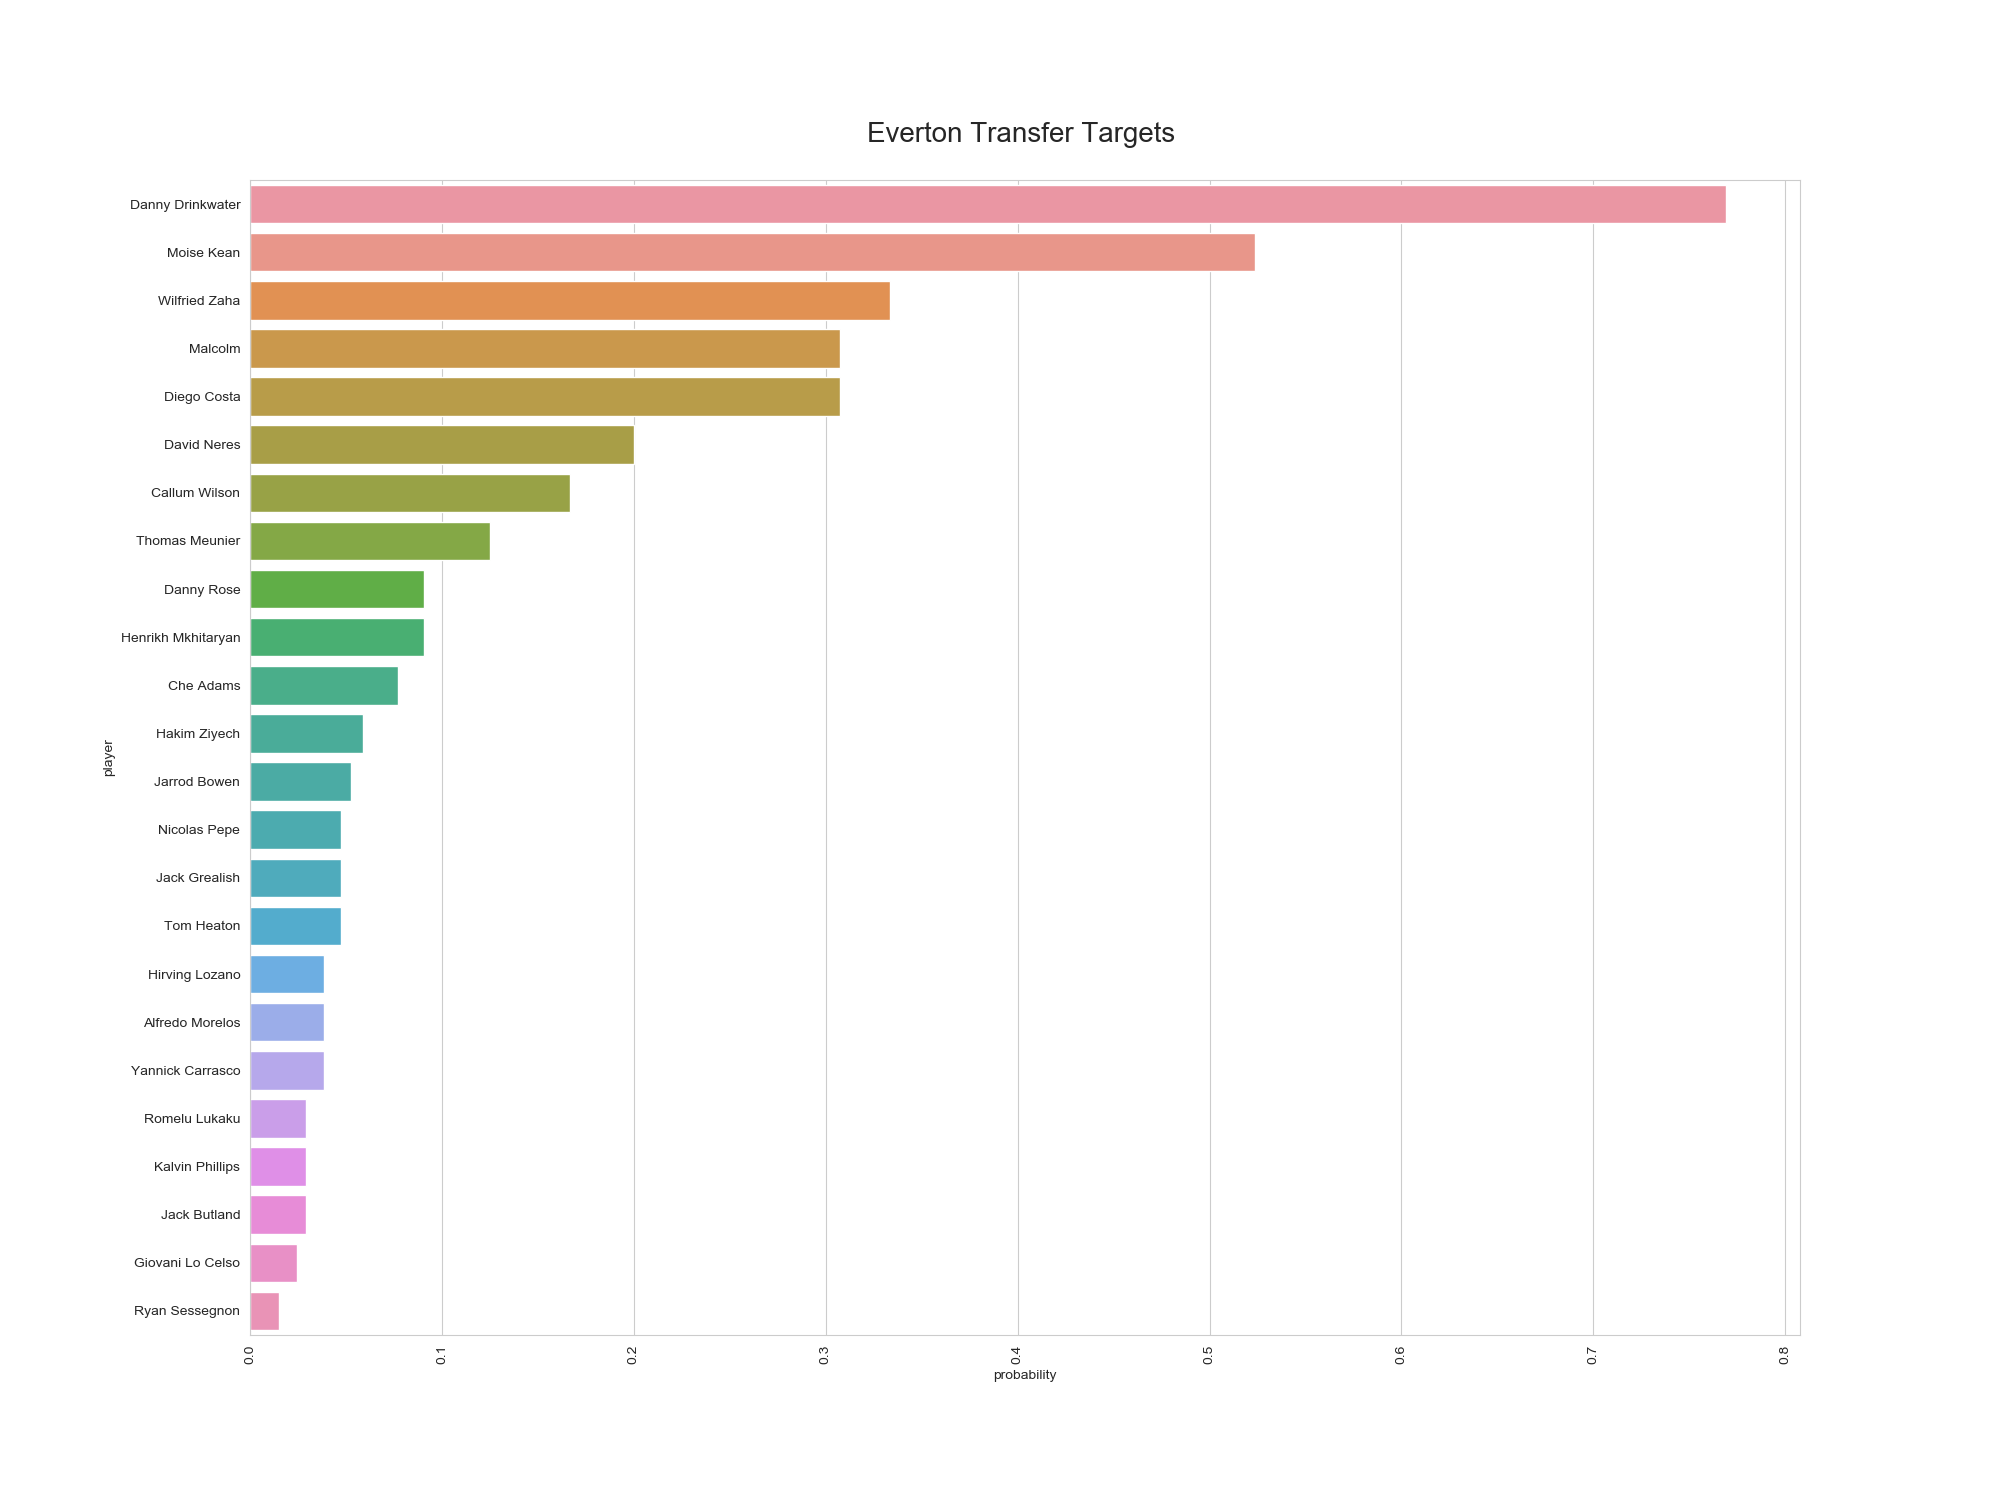 Everton Transfer Targets
Danny Drinkwater
Moise Kean
Wilfried Zaha
Malcolm
Diego Costa
David Neres
Callum Wilson
Thomas Meunier
Danny Rose
Henrikh Mkhitaryan
Che Adams
Hakim Ziyech
Jarrod Bowen
Nicolas Pepe
Jack Grealish
Tom Heaton
Hirving Lozano
Alfredo Morelos
Yannick Carrasco
Romelu Lukaku
Kalvin Phillips
Jack Butland
Giovani Lo Celso
Ryan Sessegnon
player
0.0 0.1 0.2 0.3 0.4 0.5 0.6 0.7 0.8
probability